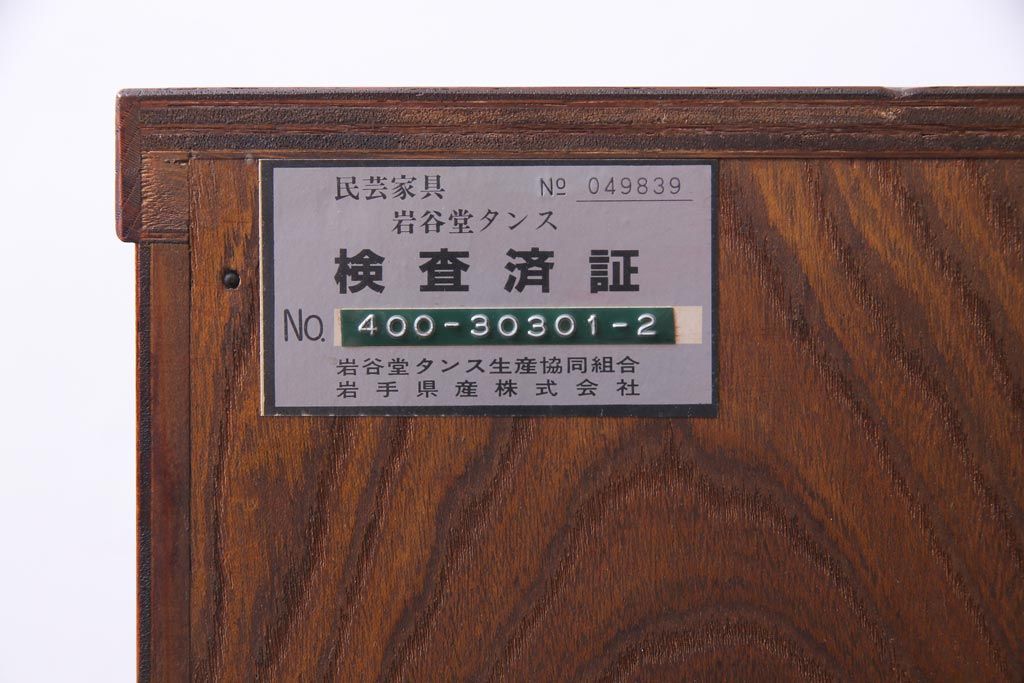 民芸家具 № 049839
岩谷堂タンス
検査済証
No. 400-30301-2
岩谷堂タンス生産協同組合
岩手県産株式会社